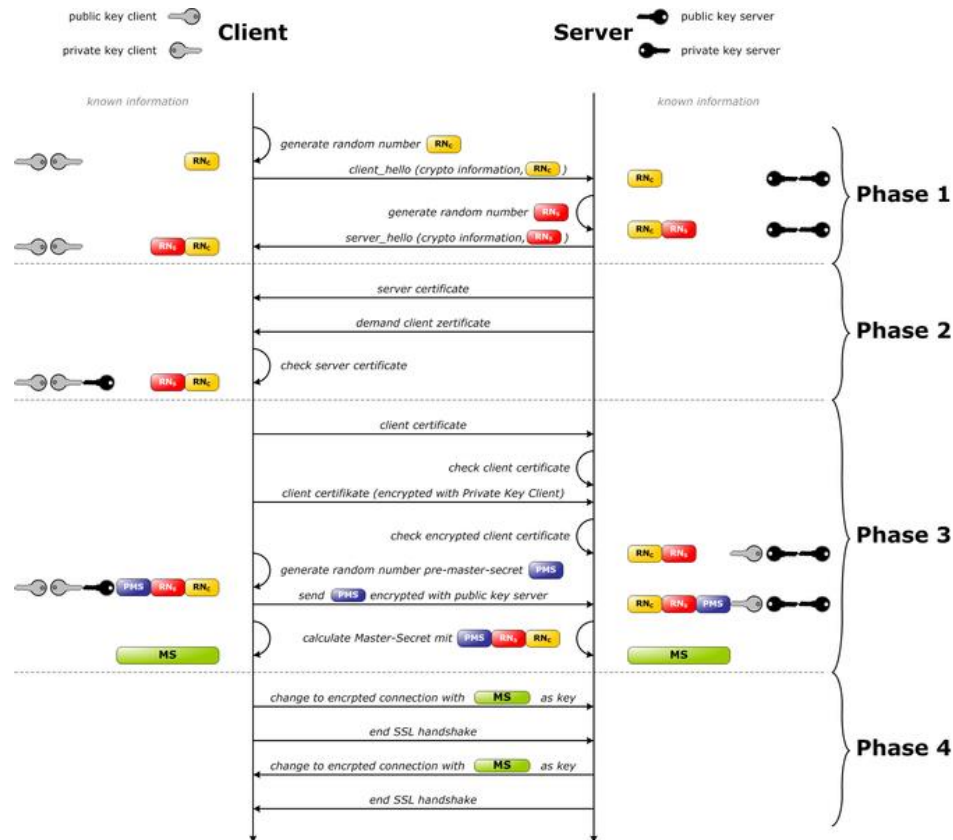 public key client
private key client
Client
Server
public key server
private key server
known information
known information
generate random number RNc
RNc
client_hello (crypto information, RNc )
RNc
generate random number RNs
RNc RNs
server_hello (crypto information, RNs )
RNs RNc
Phase 1
server certificate
demand client zertificate
check server certificate
RNs RNc
Phase 2
client certificate
check client certificate
client certifikate (encrypted with Private Key Client)
check encrypted client certificate
RNc RNs
generate random number pre-master-secret PMS
PMS RNs RNc
send PMS encrypted with public key server
RNc RNs PMS
calculate Master-Secret mit PMS RNs RNc
MS
MS
Phase 3
change to encrpted connection with MS as key
end SSL handshake
change to encrpted connection with MS as key
end SSL handshake
Phase 4